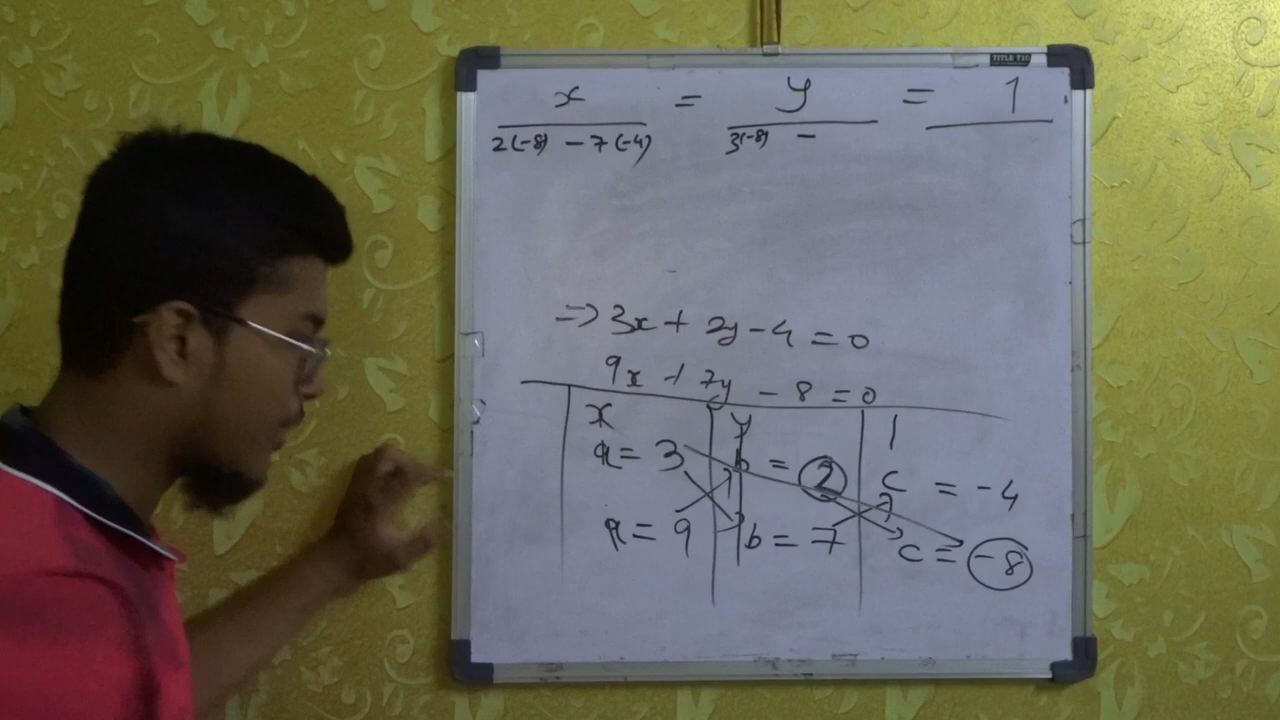 x = y = 1
2(-8) - 7(-4) 3(-8) -
=> 3x + 2y - 4 = 0
9x + 7y - 8 = 0
x y 1
a = 3 b = 2 c = -4
a = 9 b = 7 c = -8